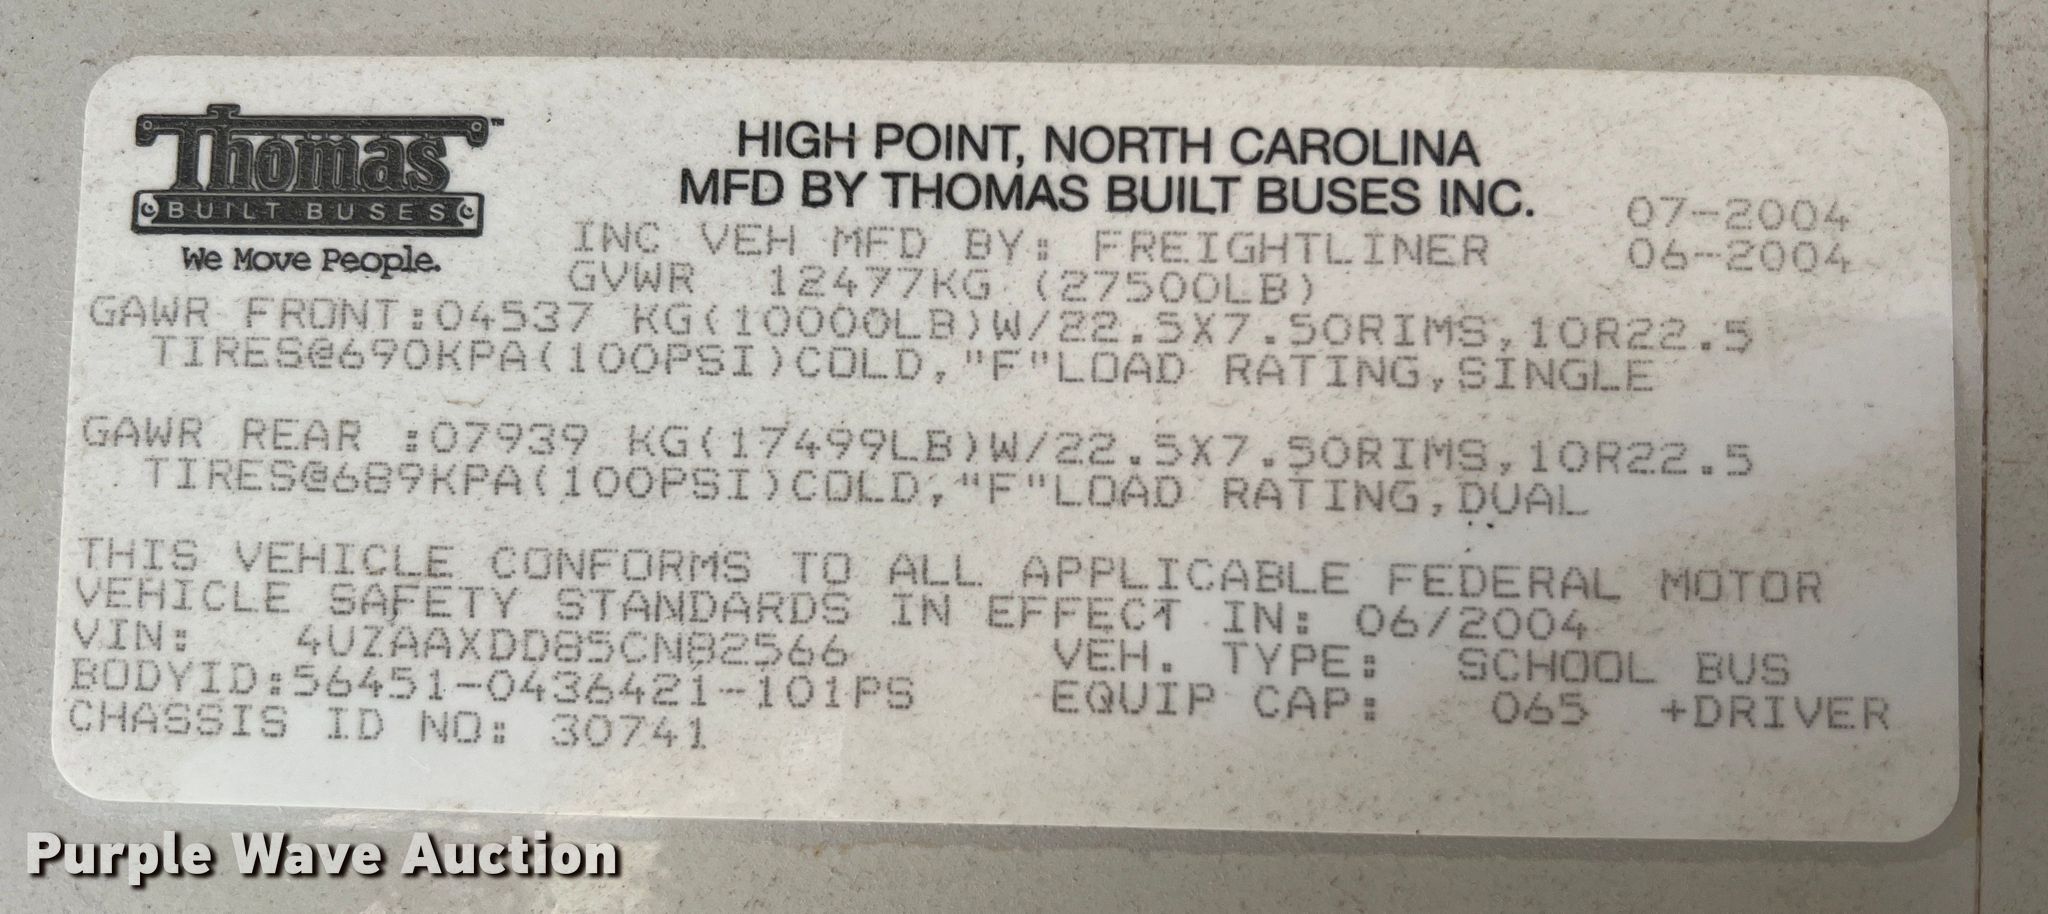 Thomas™
BUILT BUSES
We Move People.
HIGH POINT, NORTH CAROLINA
MFD BY THOMAS BUILT BUSES INC. 07-2004
INC VEH MFD BY: FREIGHTLINER 06-2004
GVWR 12477KG (27500LB)
GAWR FRONT:04537 KG(10000LB)W/22.5X7.50RIMS,10R22.5
TIRES@690KPA(100PSI)COLD,"F"LOAD RATING,SINGLE
GAWR REAR :07939 KG(17499LB)W/22.5X7.50RIMS,10R22.5
TIRES@689KPA(100PSI)COLD,"F"LOAD RATING,DUAL
THIS VEHICLE CONFORMS TO ALL APPLICABLE FEDERAL MOTOR
VEHICLE SAFETY STANDARDS IN EFFECT IN: 06/2004
VIN: 4UZAAXDD85CN82566 VEH. TYPE: SCHOOL BUS
BODYID:56451-0436421-101PS EQUIP CAP: 065 +DRIVER
CHASSIS ID NO: 30741
Purple Wave Auction